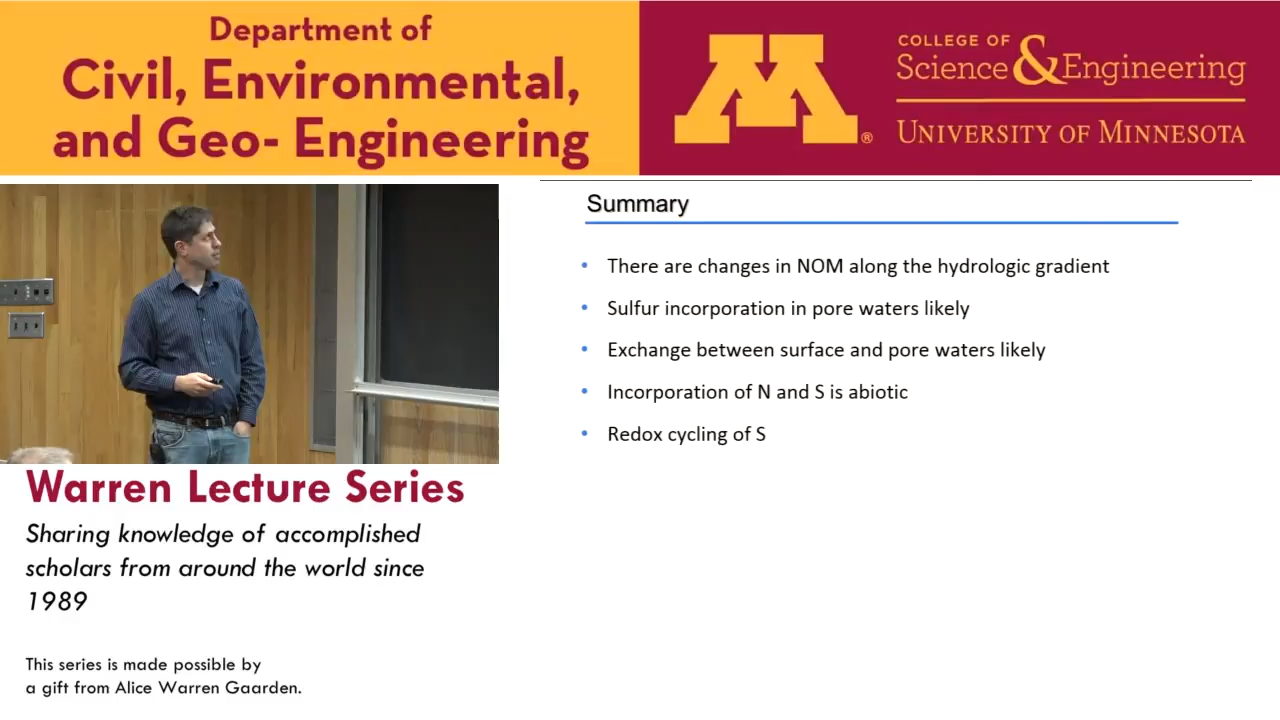 Department of
Civil, Environmental,
and Geo- Engineering
M®
COLLEGE OF
Science & Engineering
UNIVERSITY OF MINNESOTA
Summary
• There are changes in NOM along the hydrologic gradient
• Sulfur incorporation in pore waters likely
• Exchange between surface and pore waters likely
• Incorporation of N and S is abiotic
• Redox cycling of S
Warren Lecture Series
Sharing knowledge of accomplished
scholars from around the world since
1989
This series is made possible by
a gift from Alice Warren Gaarden.